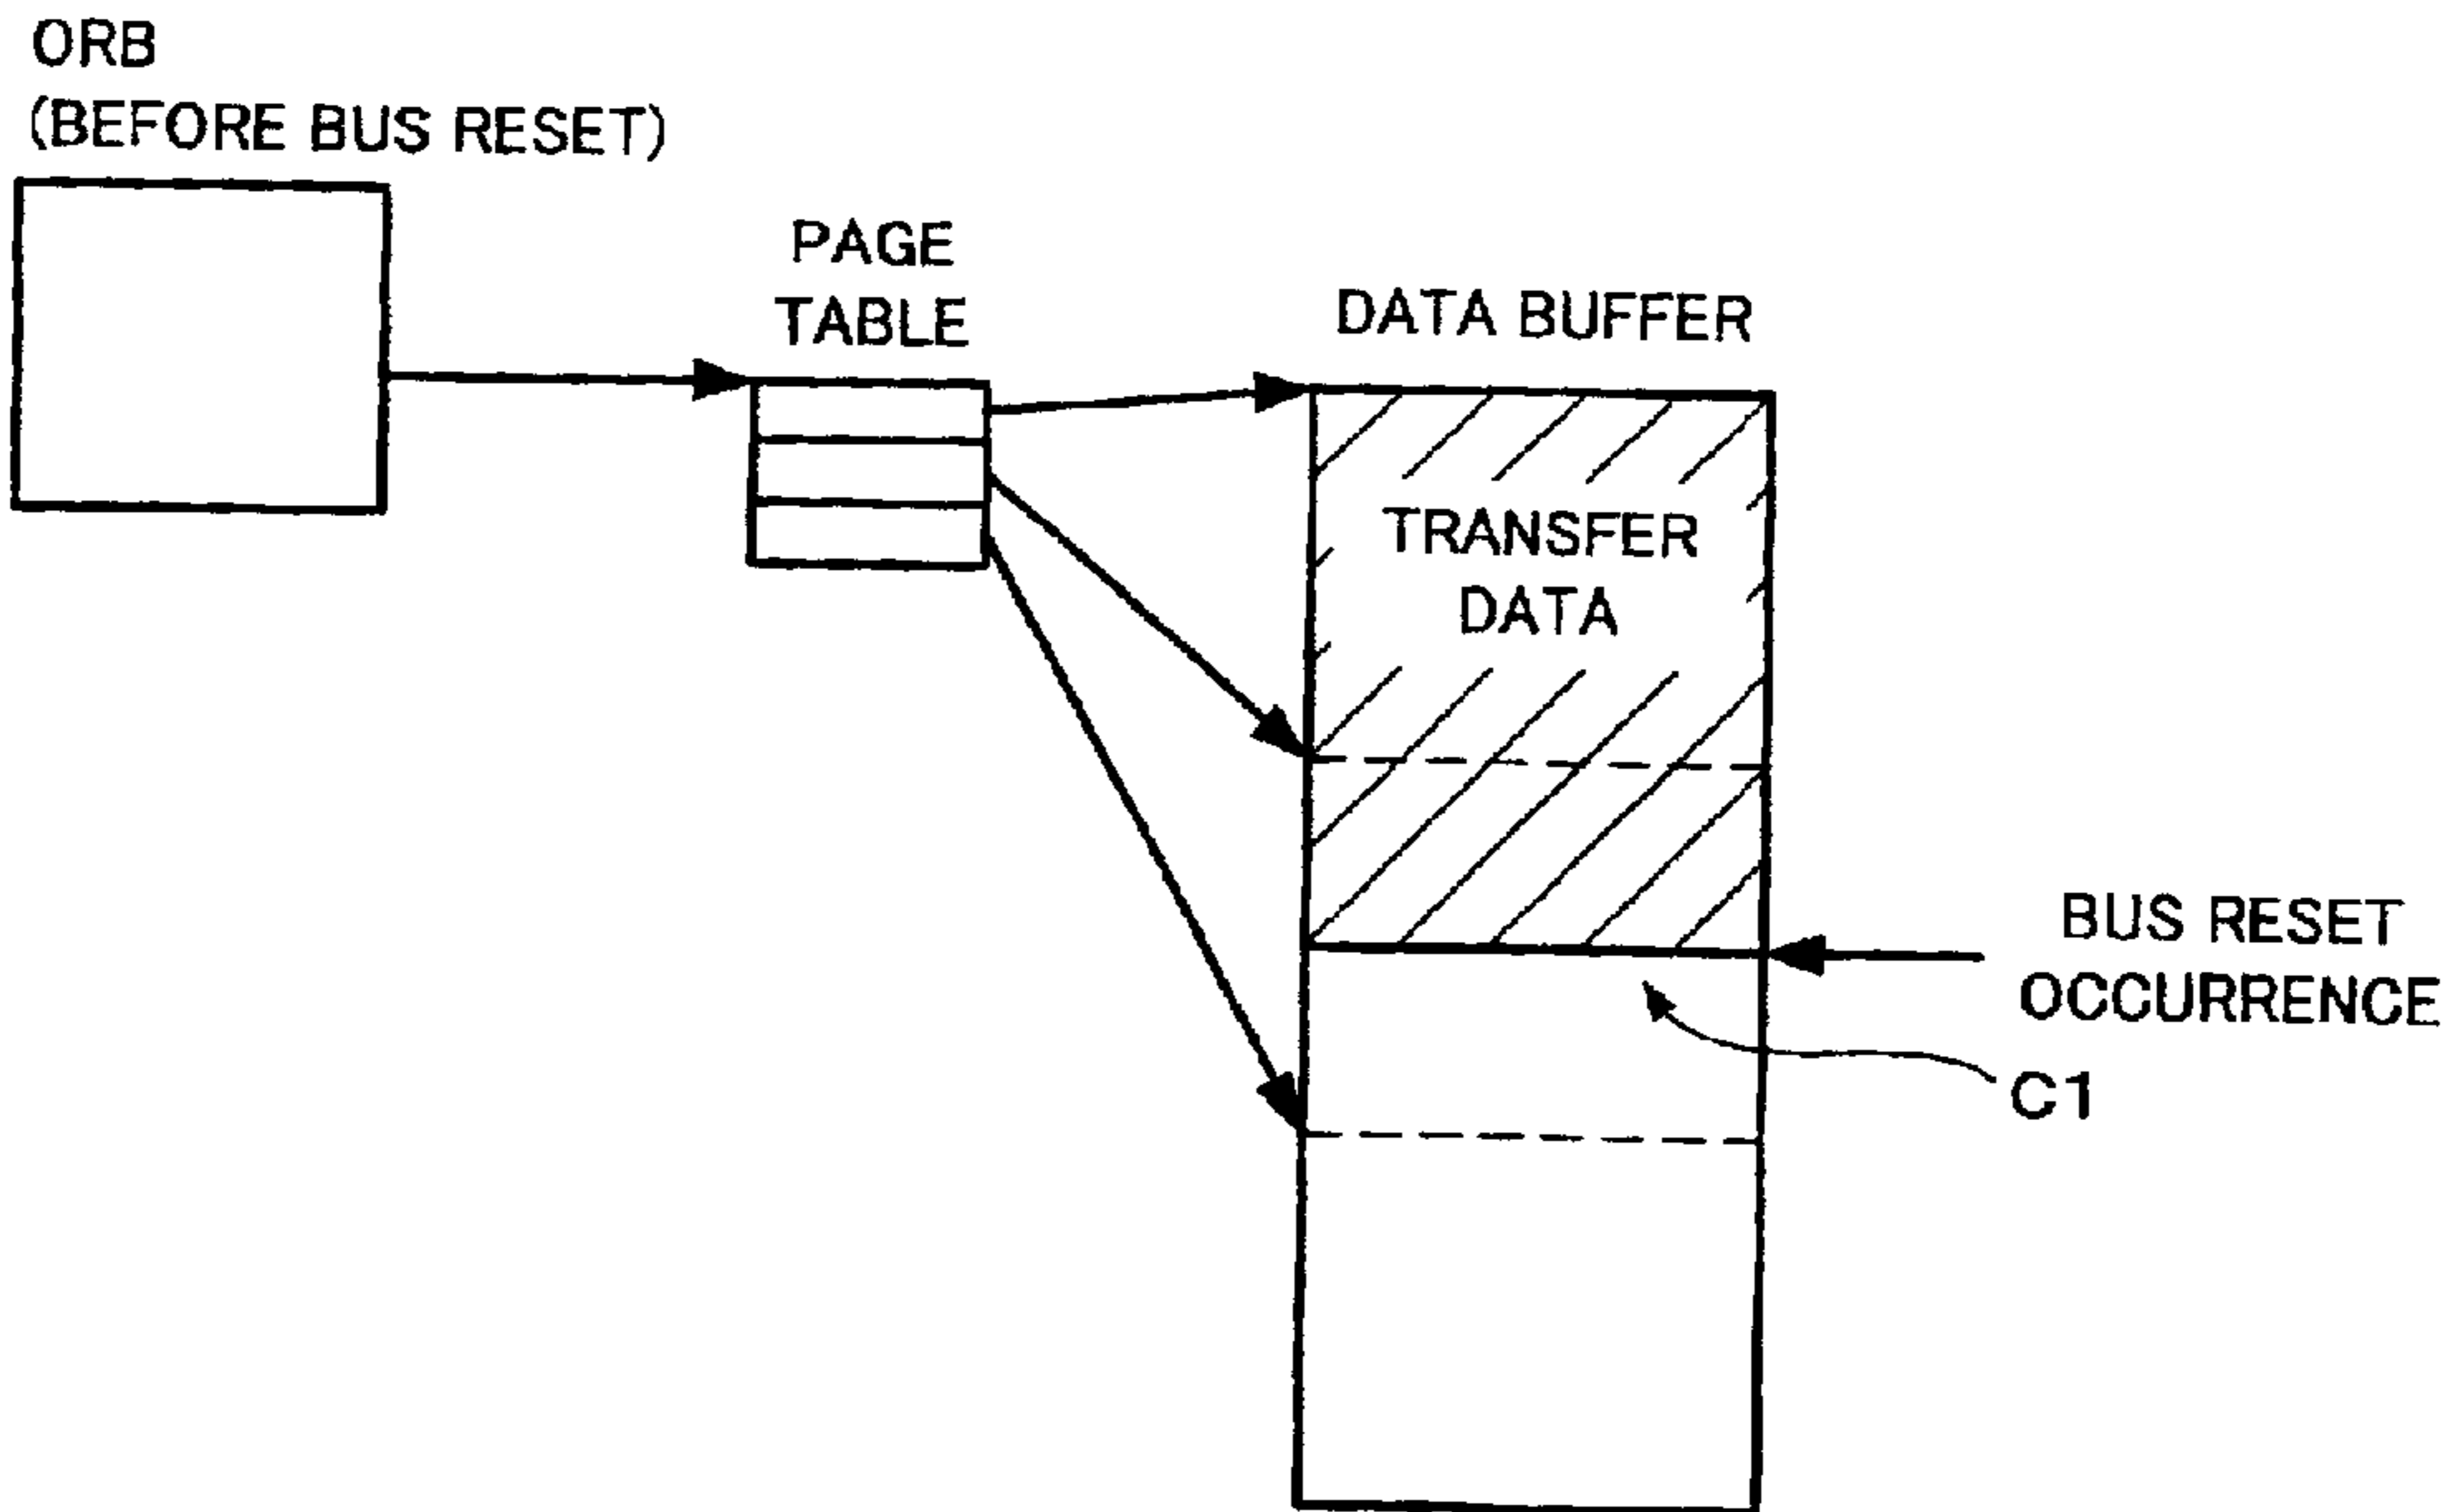 ORB
(BEFORE BUS RESET)
PAGE
TABLE
DATA BUFFER
TRANSFER
DATA
BUS RESET
OCCURRENCE
C1